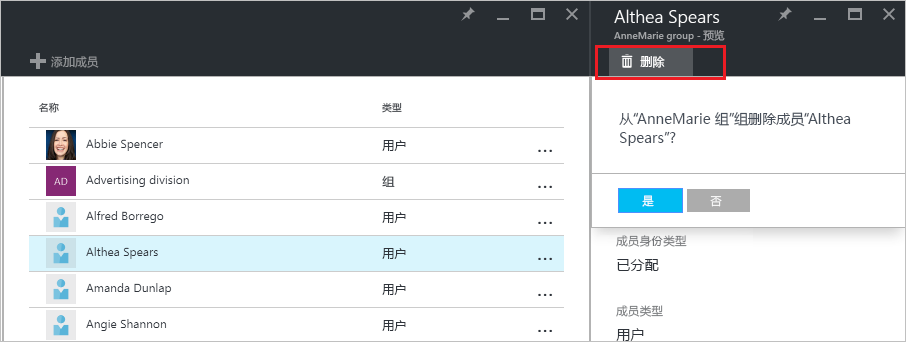 添加成员
名称 类型
Abbie Spencer 用户 ...
AD Advertising division 组 ...
Alfred Borrego 用户 ...
Althea Spears 用户 ...
Amanda Dunlap 用户 ...
Angie Shannon 用户 ...
Althea Spears
AnneMarie group - 预览
删除
从“AnneMarie 组”组删除成员“Althea
Spears”?
是 否
成员身份类型
已分配
成员类型
用户